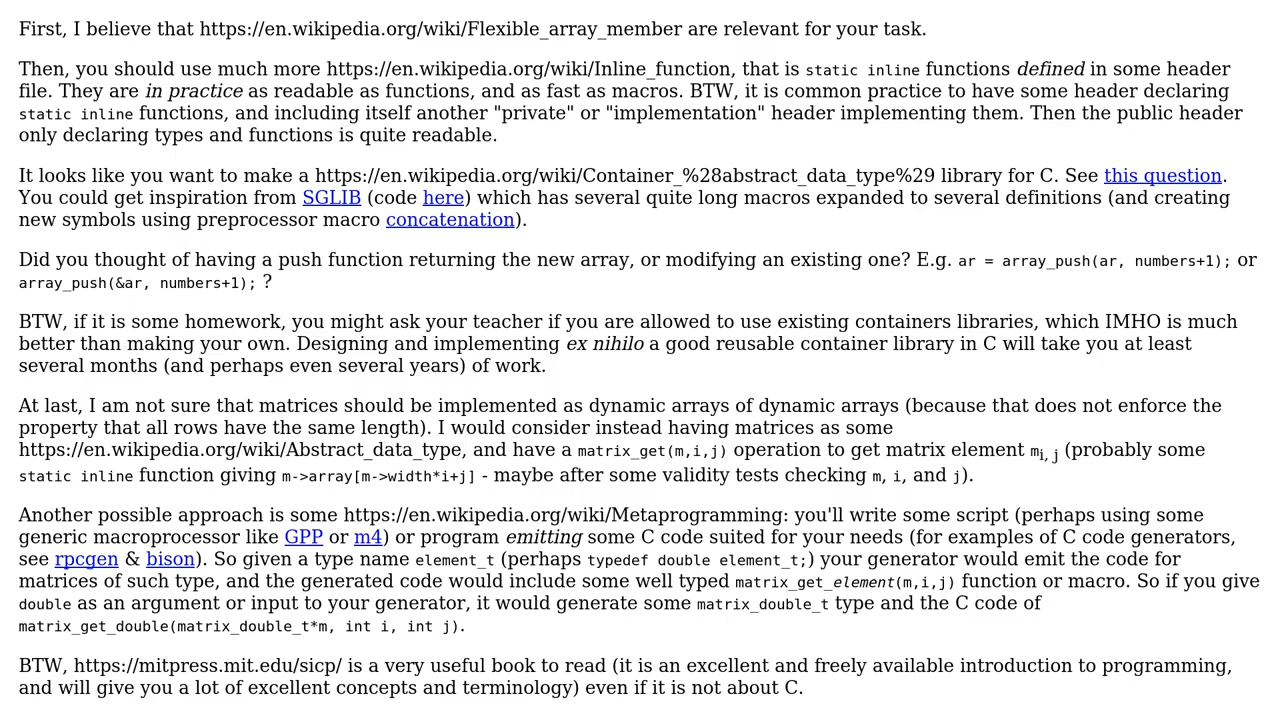 First, I believe that https://en.wikipedia.org/wiki/Flexible_array_member are relevant for your task.
Then, you should use much more https://en.wikipedia.org/wiki/Inline_function, that is static inline functions defined in some header
file. They are in practice as readable as functions, and as fast as macros. BTW, it is common practice to have some header declaring
static inline functions, and including itself another "private" or "implementation" header implementing them. Then the public header
only declaring types and functions is quite readable.
It looks like you want to make a https://en.wikipedia.org/wiki/Container_%28abstract_data_type%29 library for C. See this question.
You could get inspiration from SGLIB (code here) which has several quite long macros expanded to several definitions (and creating
new symbols using preprocessor macro concatenation).
Did you thought of having a push function returning the new array, or modifying an existing one? E.g. ar = array_push(ar, numbers+1); or
array_push(&ar, numbers+1); ?
BTW, if it is some homework, you might ask your teacher if you are allowed to use existing containers libraries, which IMHO is much
better than making your own. Designing and implementing ex nihilo a good reusable container library in C will take you at least
several months (and perhaps even several years) of work.
At last, I am not sure that matrices should be implemented as dynamic arrays of dynamic arrays (because that does not enforce the
property that all rows have the same length). I would consider instead having matrices as some
https://en.wikipedia.org/wiki/Abstract_data_type, and have a matrix_get(m,i,j) operation to get matrix element mi, j (probably some
static inline function giving m->array[m->width*i+j] - maybe after some validity tests checking m, i, and j).
Another possible approach is some https://en.wikipedia.org/wiki/Metaprogramming: you'll write some script (perhaps using some
generic macroprocessor like GPP or m4) or program emitting some C code suited for your needs (for examples of C code generators,
see rpcgen & bison). So given a type name element_t (perhaps typedef double element_t;) your generator would emit the code for
matrices of such type, and the generated code would include some well typed matrix_get_element(m,i,j) function or macro. So if you give
double as an argument or input to your generator, it would generate some matrix_double_t type and the C code of
matrix_get_double(matrix_double_t*m, int i, int j).
BTW, https://mitpress.mit.edu/sicp/ is a very useful book to read (it is an excellent and freely available introduction to programming,
and will give you a lot of excellent concepts and terminology) even if it is not about C.